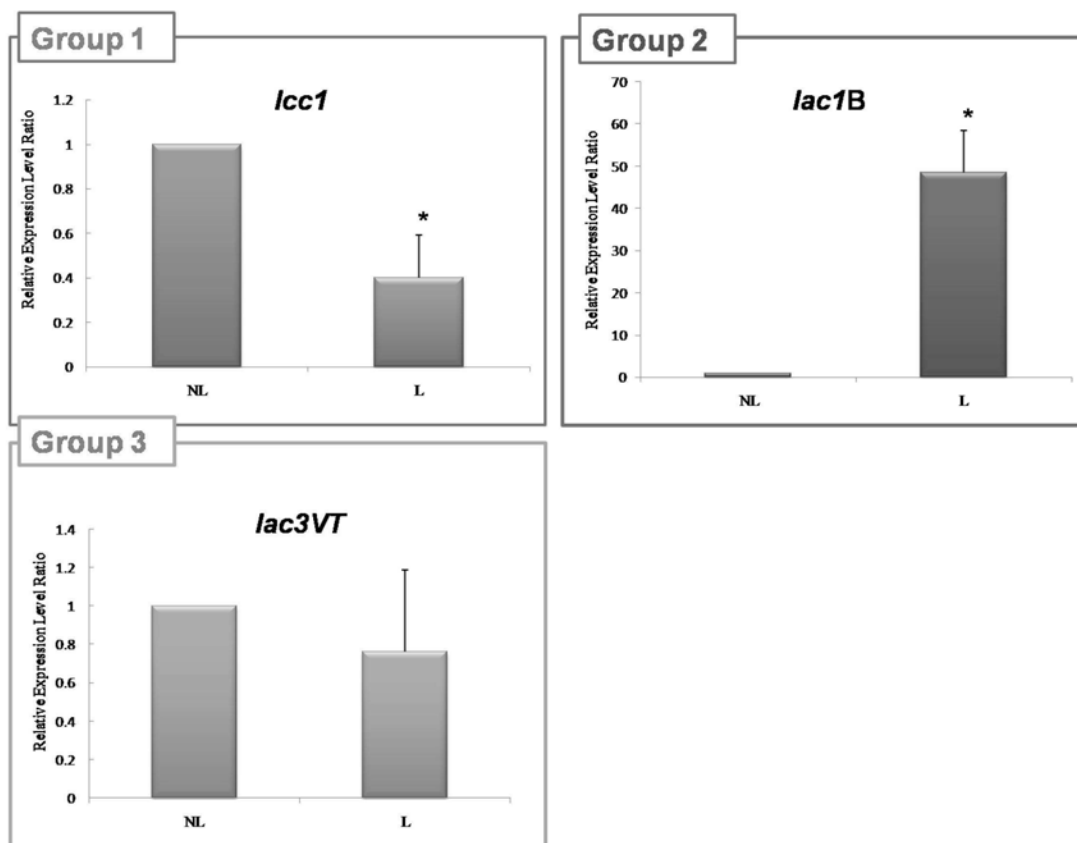 Group 1
lcc1
Relative Expression Level Ratio
1.2
1
0.8
0.6
0.4
0.2
0
*
NL L
Group 2
lac1B
Relative Expression Level Ratio
70
60
50
40
30
20
10
0
*
NL L
Group 3
lac3VT
Relative Expression Level Ratio
1.4
1.2
1
0.8
0.6
0.4
0.2
0
NL L